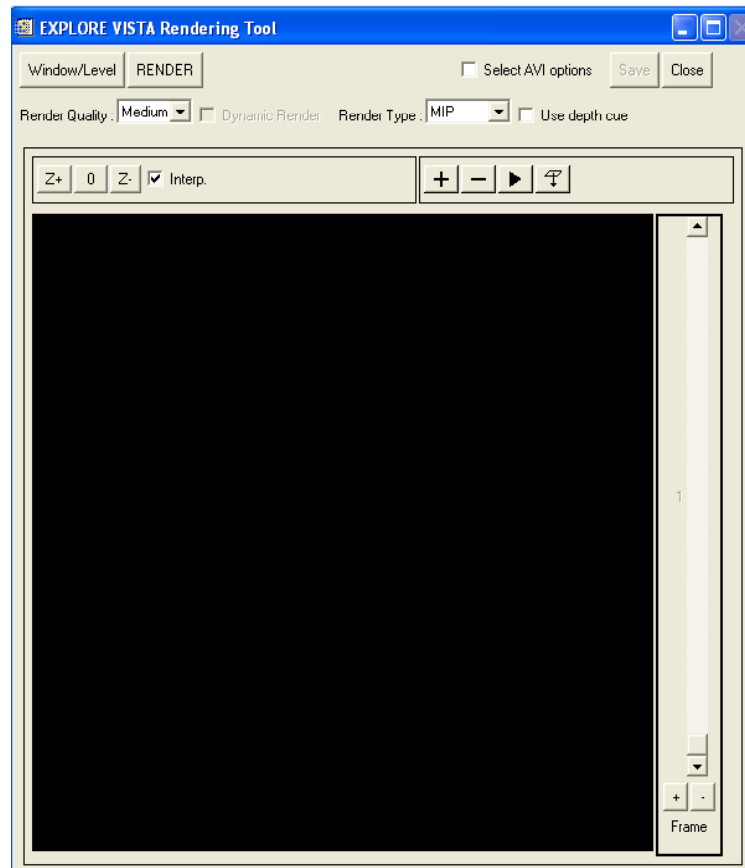 EXPLORE VISTA Rendering Tool
Window/Level RENDER Select AVI options Save Close
Render Quality : Medium Dynamic Render Render Type : MIP Use depth cue
Z+ 0 Z- Interp. + −
1
+ -
Frame